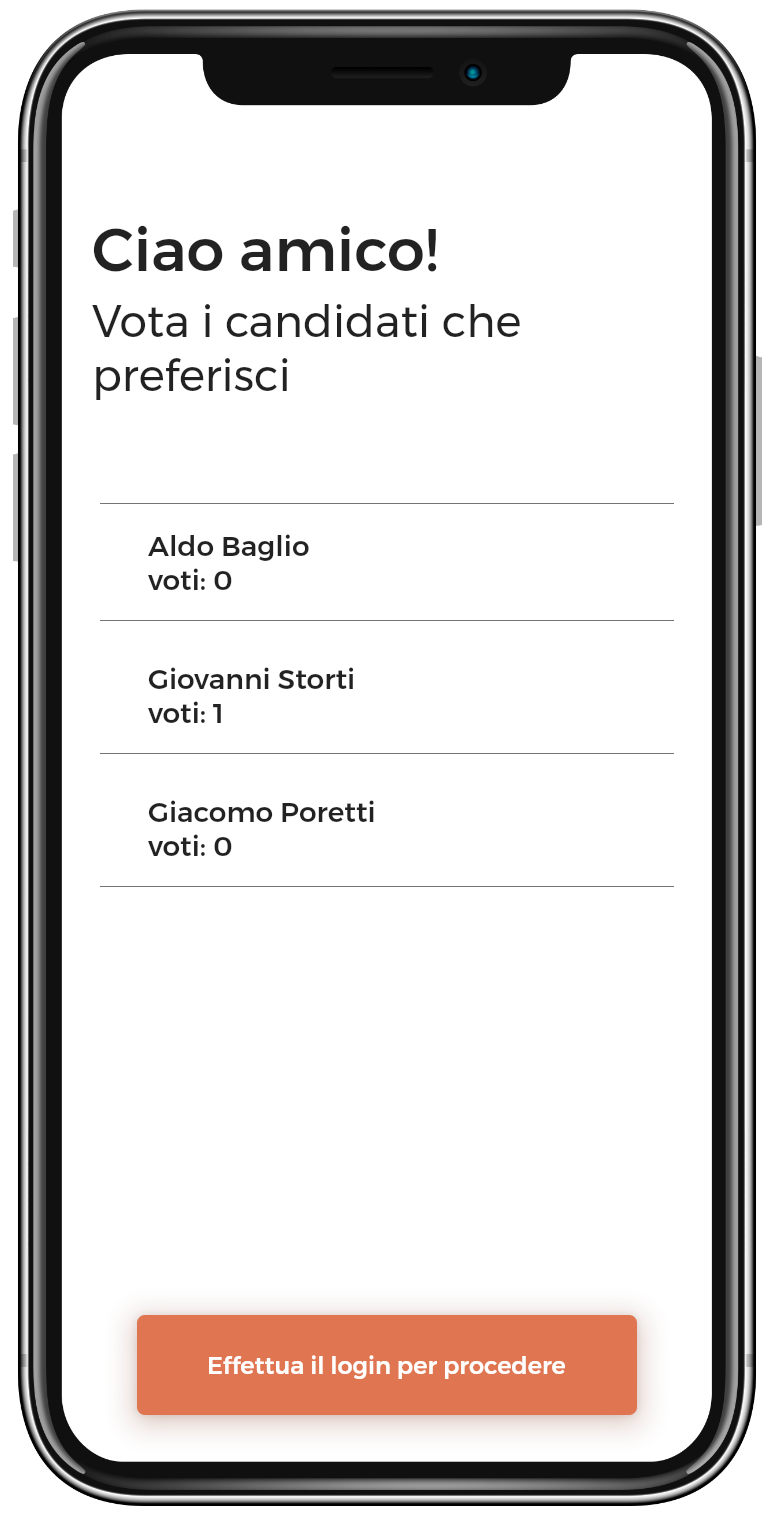 Ciao amico!
Vota i candidati che
preferisci
Aldo Baglio
voti: 0
Giovanni Storti
voti: 1
Giacomo Poretti
voti: 0
Effettua il login per procedere